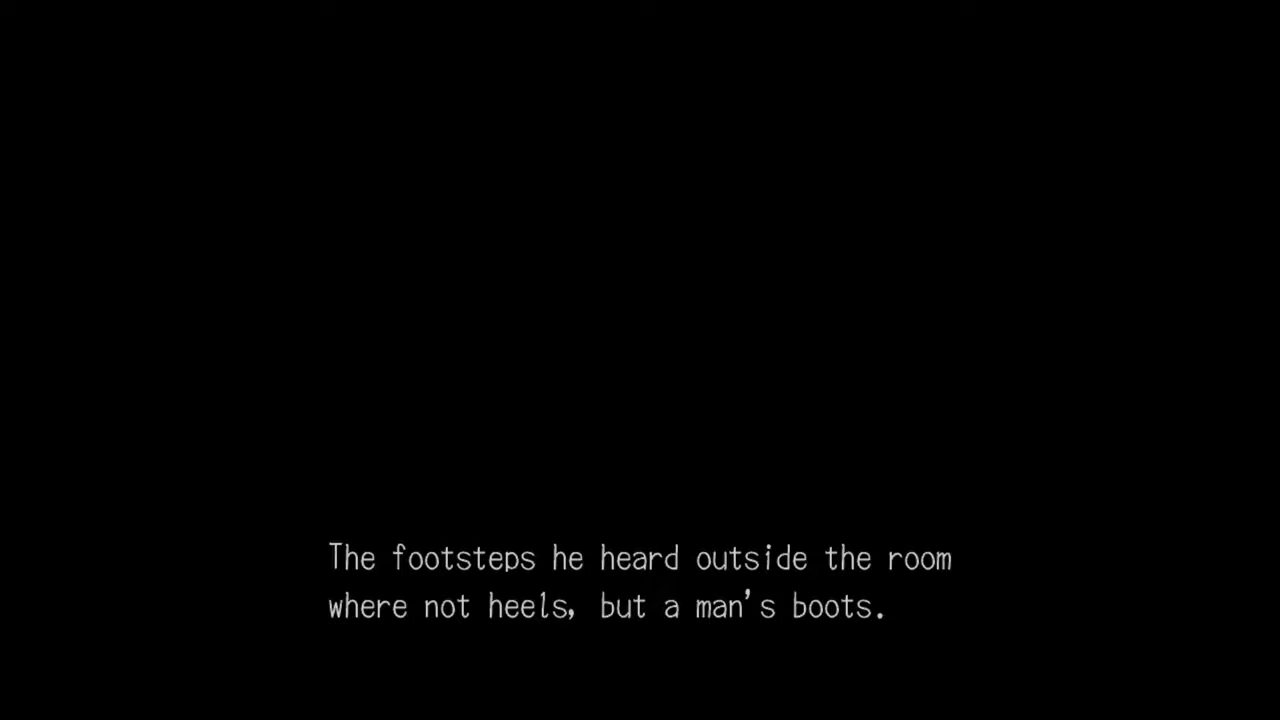 The footsteps he heard outside the room
where not heels, but a man's boots.